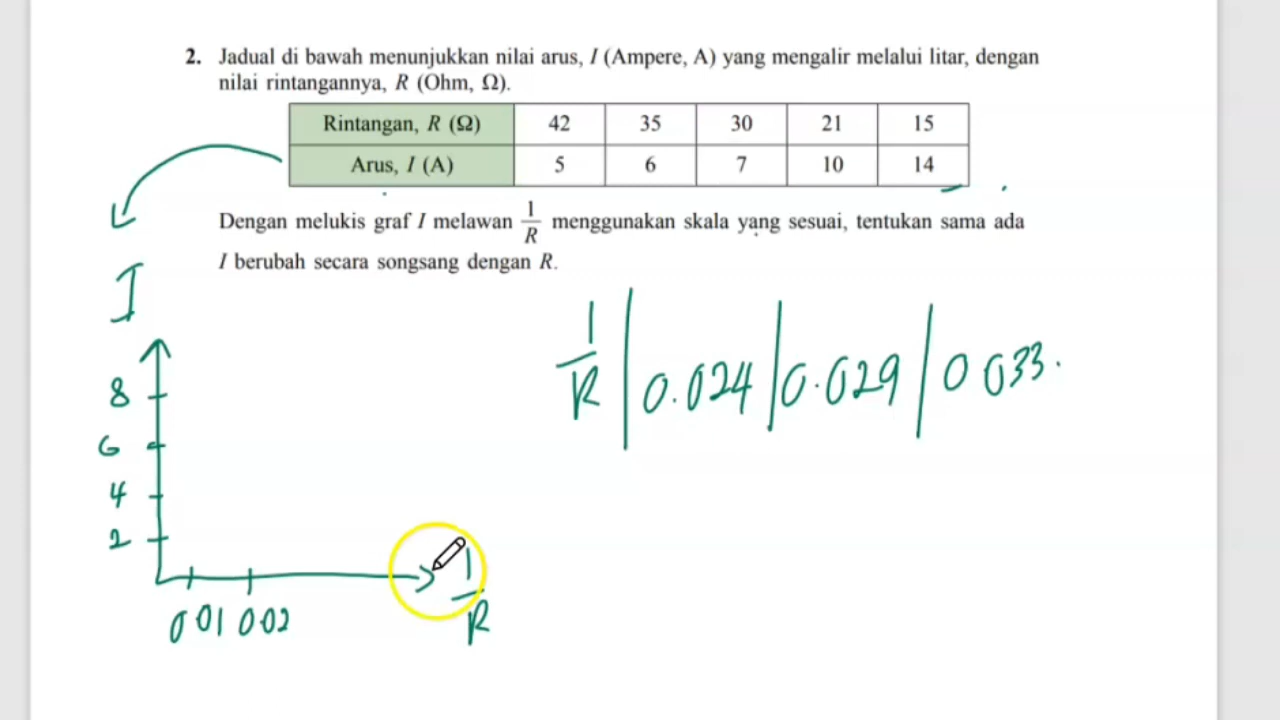 2. Jadual di bawah menunjukkan nilai arus, I (Ampere, A) yang mengalir melalui litar, dengan
nilai rintangannya, R (Ohm, Ω).
Rintangan, R (Ω) 42 35 30 21 15
Arus, I (A) 5 6 7 10 14
Dengan melukis graf I melawan 1/R menggunakan skala yang sesuai, tentukan sama ada
I berubah secara songsang dengan R.
I
1/R 0.024 0.029 0 033.
8
6
4
2
0 01 0 02
1/R